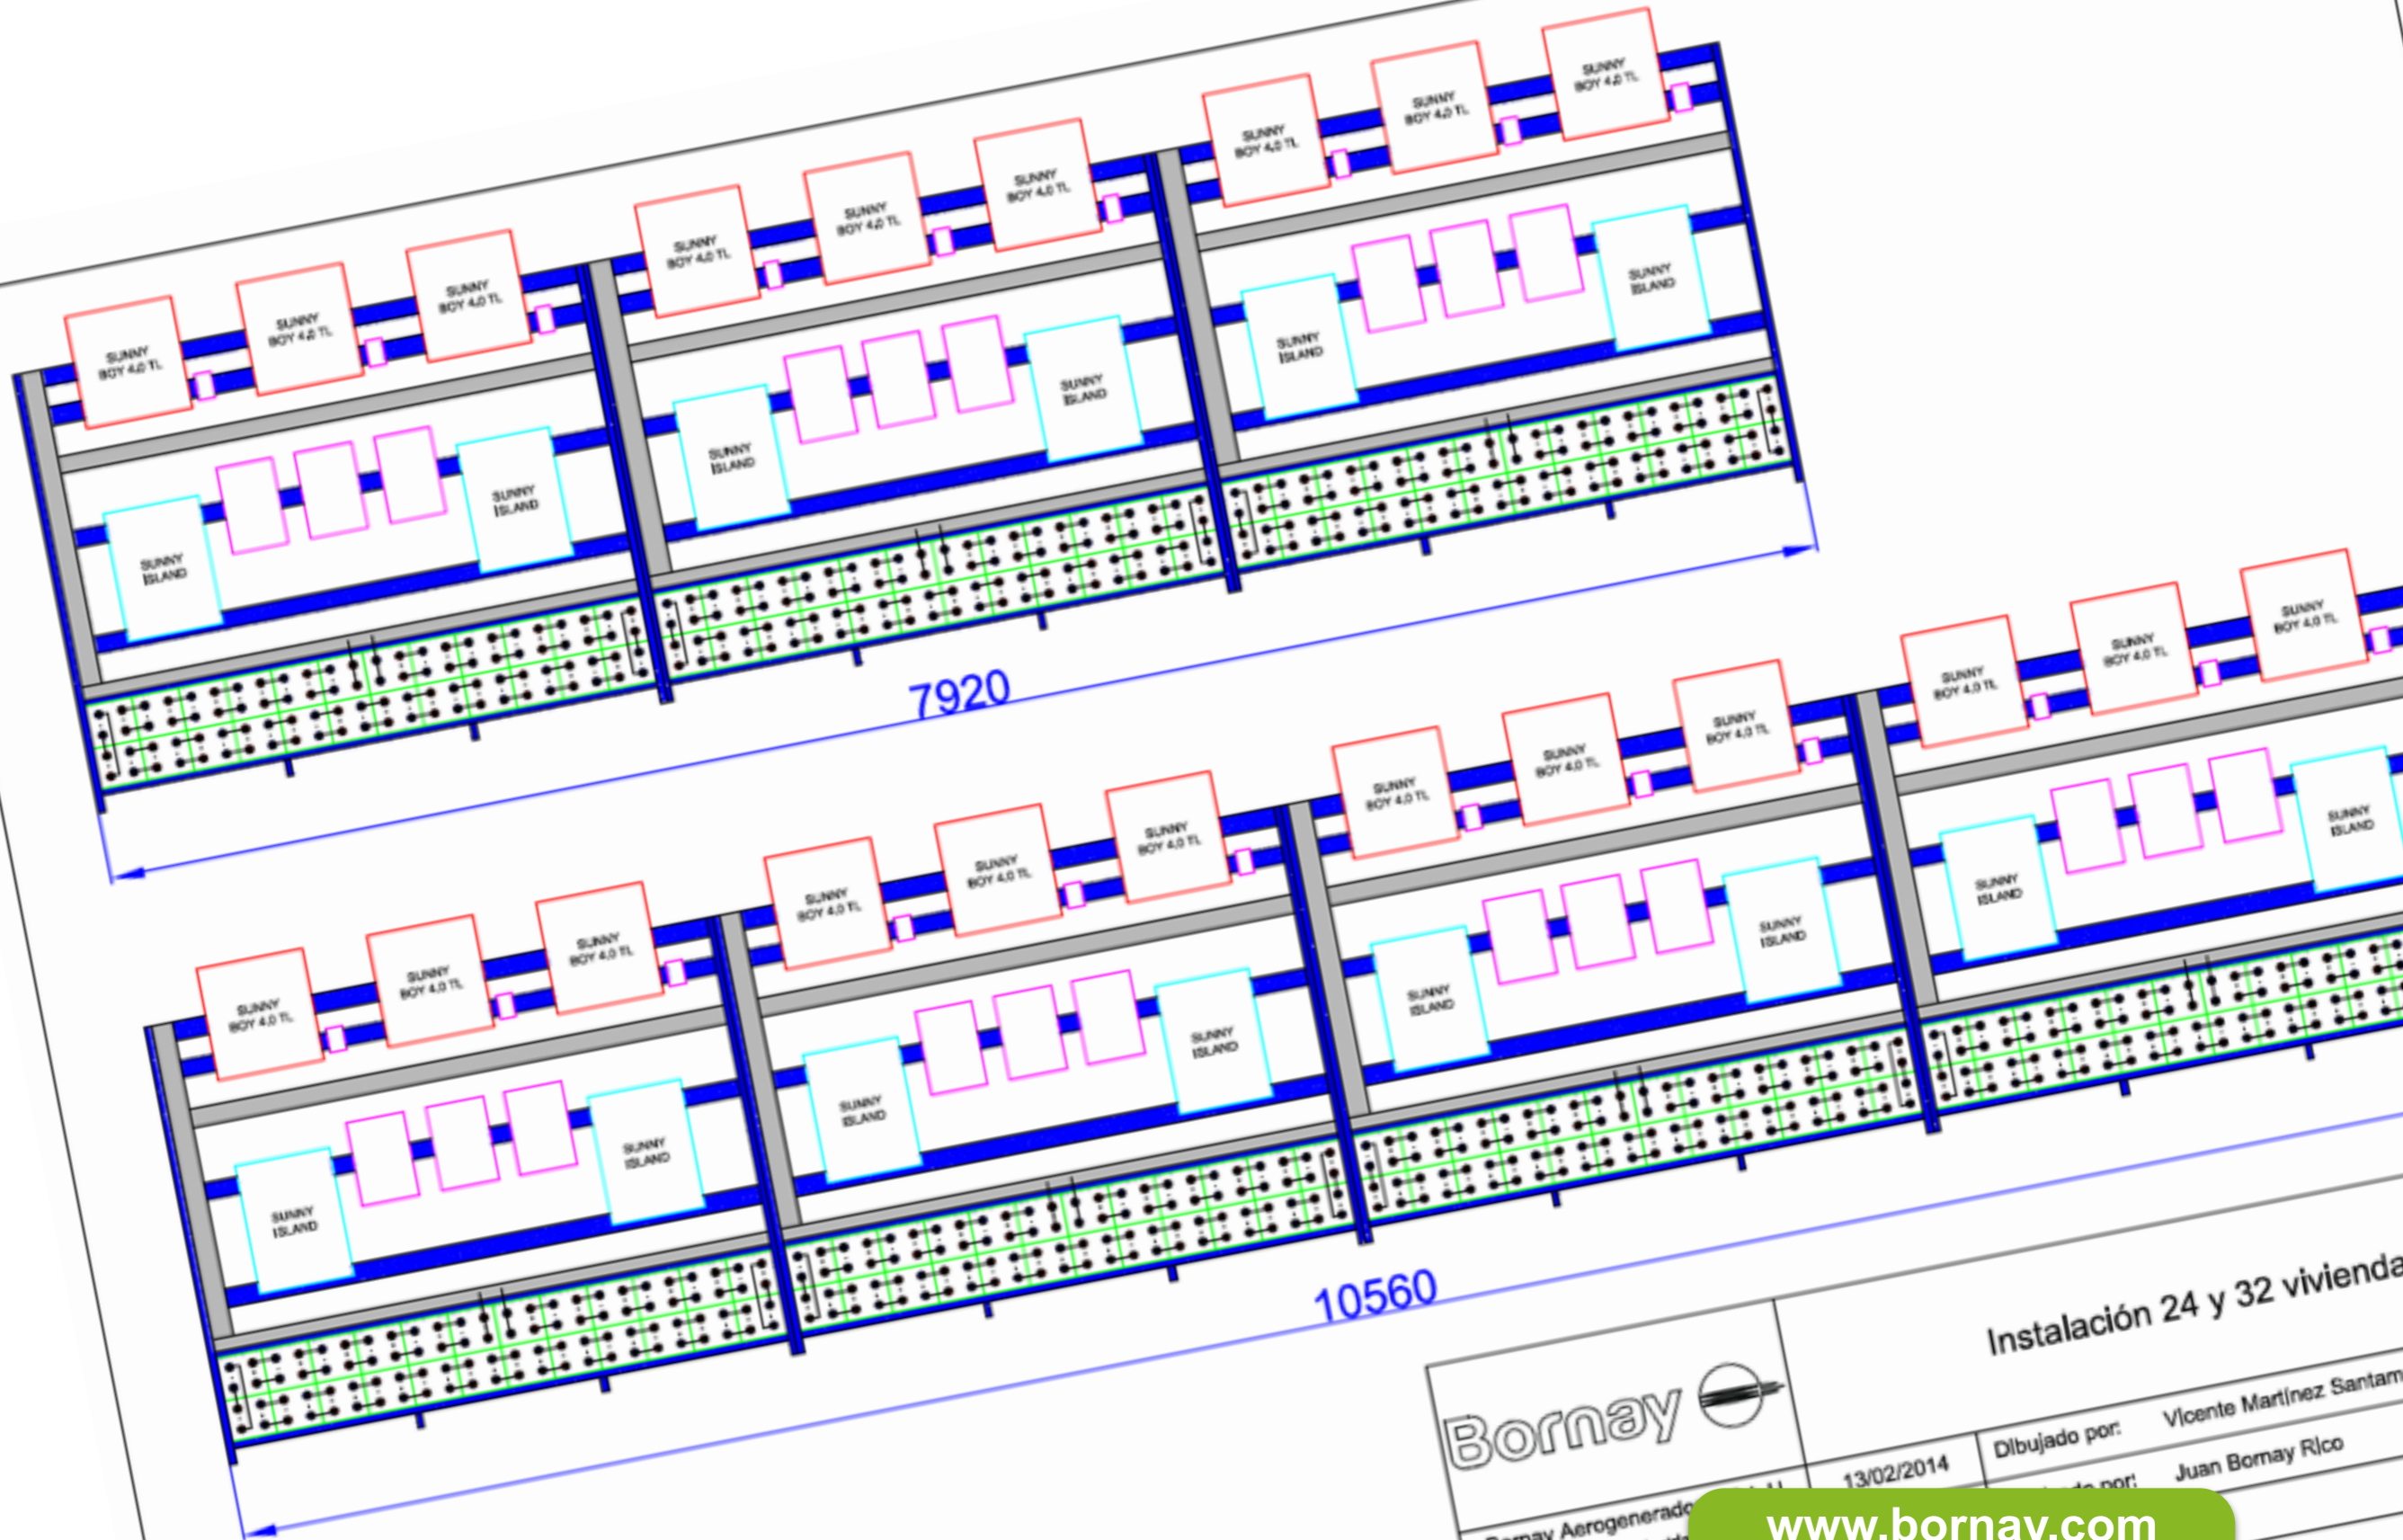 SUNNY
BOY 4,0 TL
SUNNY
BOY 4,0 TL
SUNNY
BOY 4,0 TL
SUNNY
BOY 4,0 TL
SUNNY
BOY 4,0 TL
SUNNY
BOY 4,0 TL
SUNNY
BOY 4,0 TL
SUNNY
BOY 4,0 TL
SUNNY
BOY 4,0 TL
SUNNY
ISLAND
SUNNY
ISLAND
SUNNY
ISLAND
SUNNY
ISLAND
SUNNY
ISLAND
SUNNY
ISLAND
7920
SUNNY
BOY 4,0 TL
SUNNY
BOY 4,0 TL
SUNNY
BOY 4,0 TL
SUNNY
BOY 4,0 TL
SUNNY
BOY 4,0 TL
SUNNY
BOY 4,0 TL
SUNNY
BOY 4,0 TL
SUNNY
BOY 4,0 TL
SUNNY
BOY 4,0 TL
SUNNY
BOY 4,0 TL
SUNNY
BOY 4,0 TL
SUNNY
BOY 4,0 TL
SUNNY
ISLAND
SUNNY
ISLAND
SUNNY
ISLAND
SUNNY
ISLAND
SUNNY
ISLAND
SUNNY
ISLAND
SUNNY
ISLAND
SUNNY
ISLAND
10560
Instalación 24 y 32 vivienda
Bornay
13/02/2014
Dibujado por: Vicente Martínez Santam
por: Juan Bornay Rico
Bornay Aerogenerado
www.bornay.com